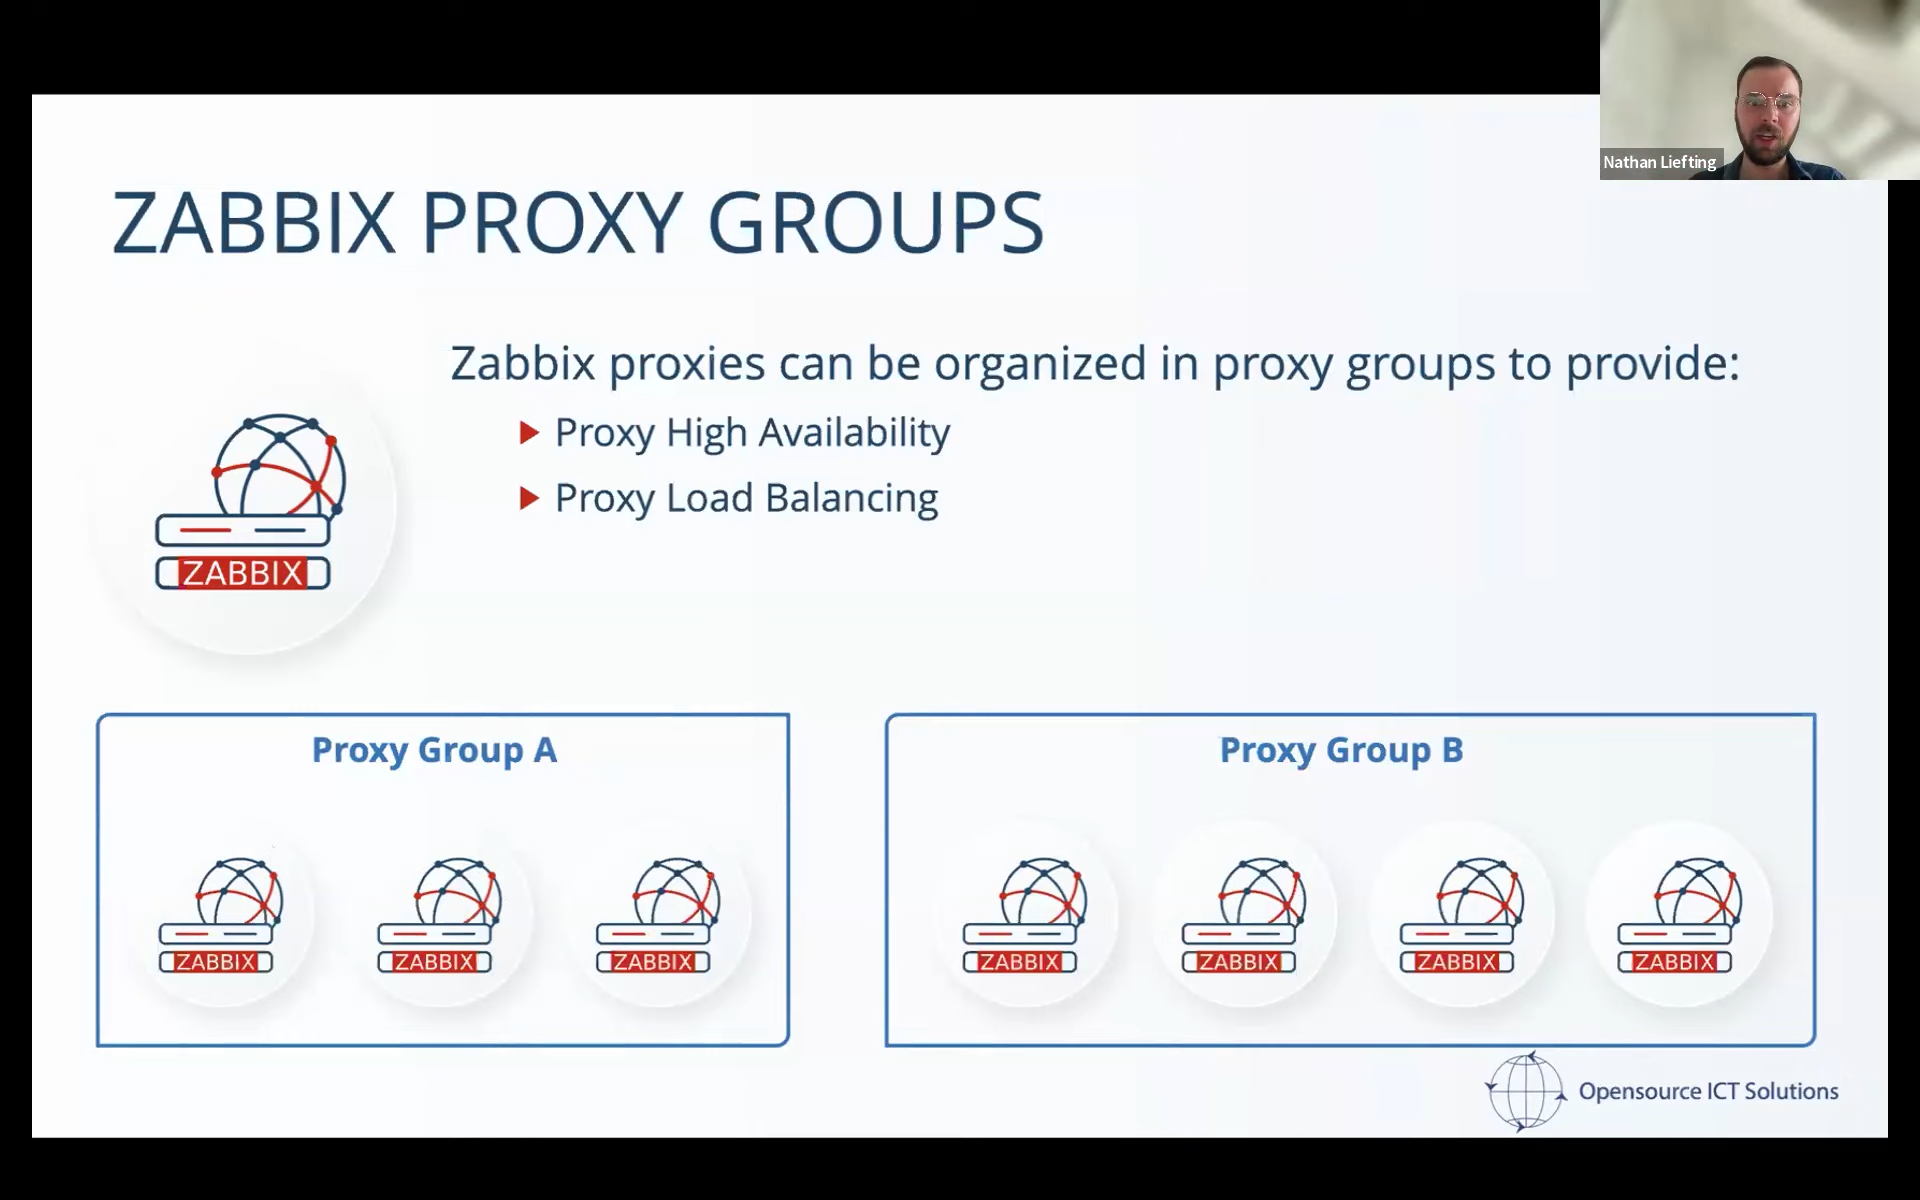 Nathan Liefting
ZABBIX PROXY GROUPS
Zabbix proxies can be organized in proxy groups to provide:
Proxy High Availability
Proxy Load Balancing
ZABBIX
Proxy Group A
ZABBIX
ZABBIX
ZABBIX
Proxy Group B
ZABBIX
ZABBIX
ZABBIX
ZABBIX
Opensource ICT Solutions